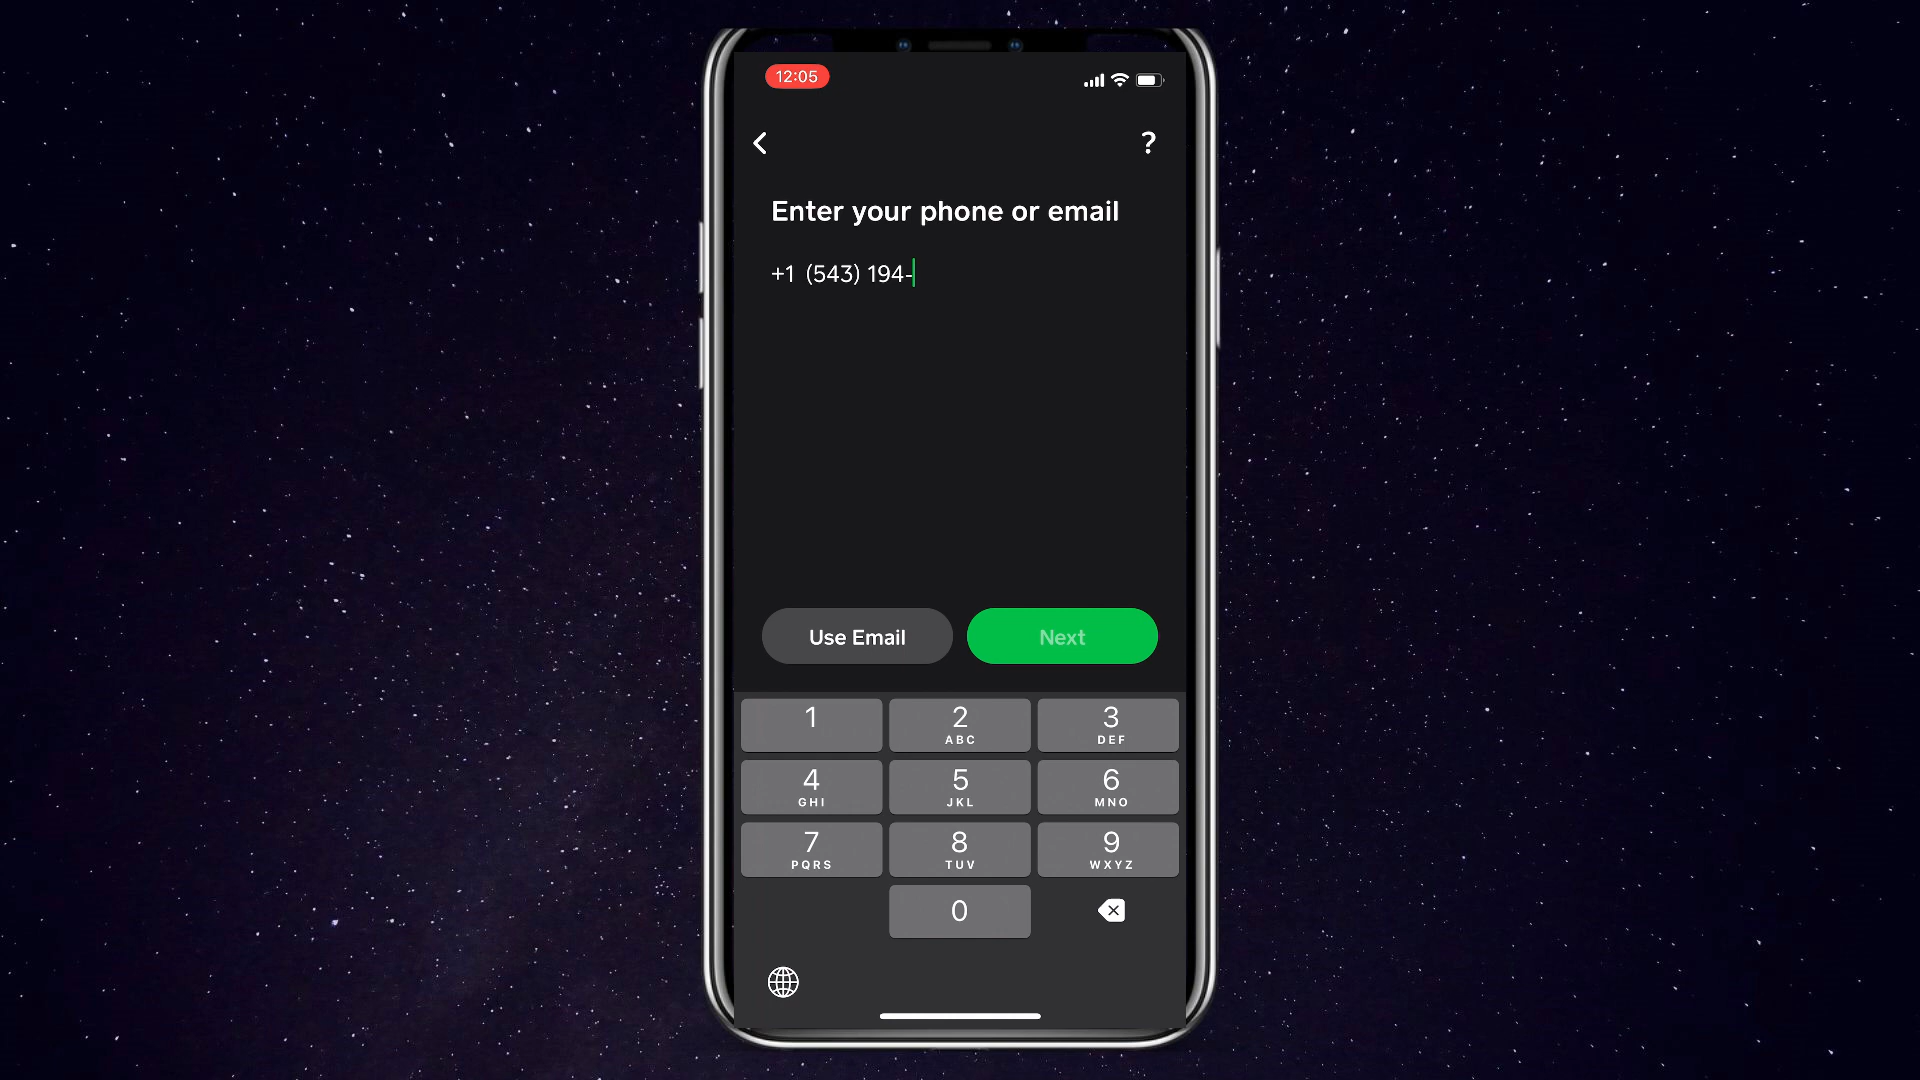 12:05
?
Enter your phone or email
+1 (543) 194-
Use Email
Next
1
2
ABC
3
DEF
4
GHI
5
JKL
6
MNO
7
PQRS
8
TUV
9
WXYZ
0